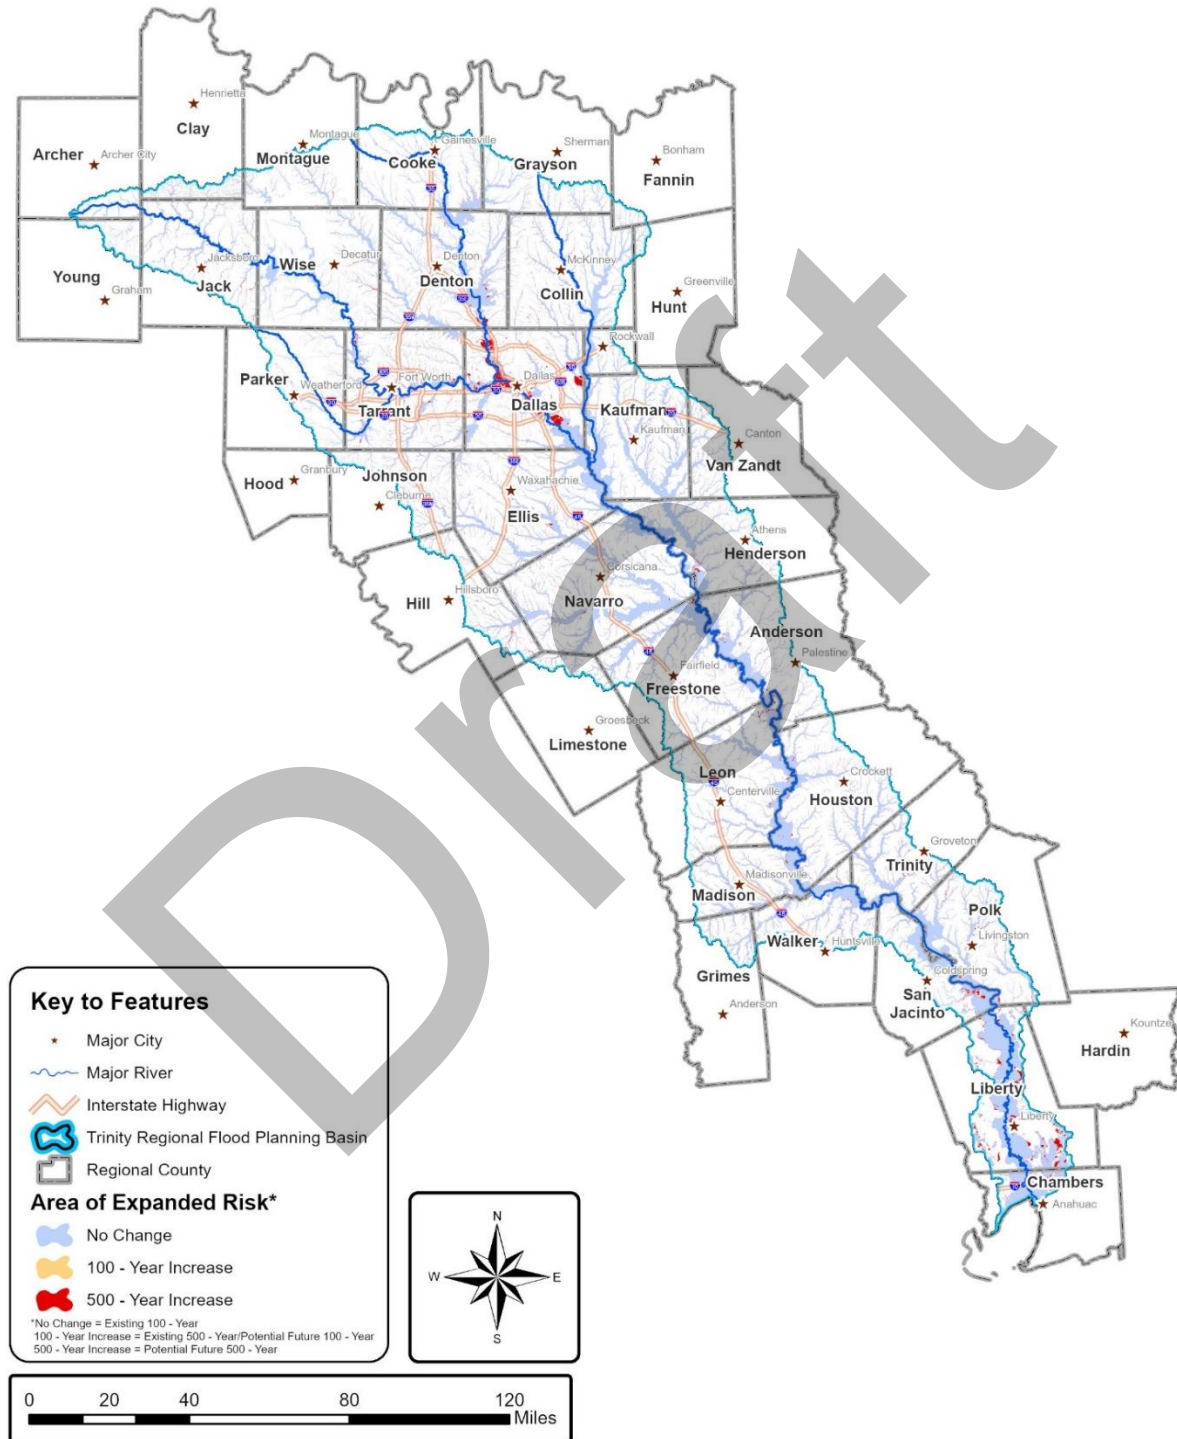 Henrietta
Clay
Archer
Archer City
Montague
Montague
Gainesville
Cooke
Sherman
Grayson
Bonham
Fannin
Young
Graham
Jacksboro
Jack
Wise
Decatur
Denton
Denton
McKinney
Collin
Greenville
Hunt
Rockwall
Parker
Weatherford
Fort Worth
Tarrant
Dallas
Dallas
Kaufman
Kaufman
Canton
Van Zandt
Hood
Granbury
Johnson
Cleburne
Waxahachie
Ellis
Athens
Henderson
Hill
Hillsboro
Corsicana
Navarro
Anderson
Palestine
Fairfield
Freestone
Groesbeck
Limestone
Leon
Centerville
Crockett
Houston
Groveton
Trinity
Madisonville
Madison
Polk
Livingston
Walker
Huntsville
Grimes
Anderson
Coldspring
San
Jacinto
Kountze
Hardin
Liberty
Liberty
Chambers
Anahuac
Draft
Key to Features
Major City
Major River
Interstate Highway
Trinity Regional Flood Planning Basin
Regional County
Area of Expanded Risk*
No Change
100 - Year Increase
500 - Year Increase
*No Change = Existing 100 - Year
100 - Year Increase = Existing 500 - Year/Potential Future 100 - Year
500 - Year Increase = Potential Future 500 - Year
N
W E
S
0 20 40 80 120
Miles